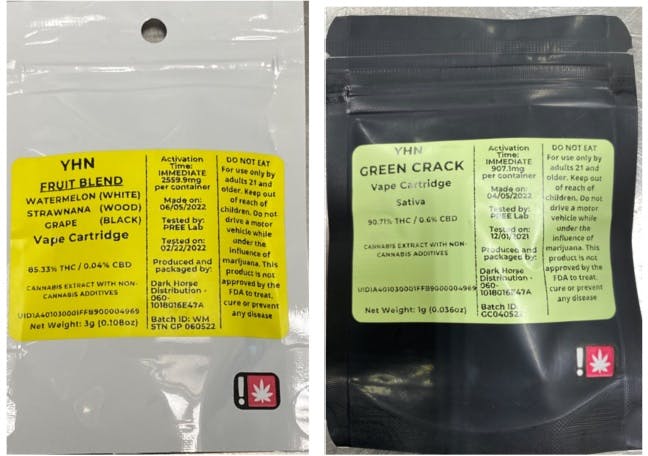 YHN
FRUIT BLEND
WATERMELON (WHITE)
STRAWNANA (WOOD)
GRAPE (BLACK)
Vape Cartridge
85.33% THC / 0.04% CBD
CANNABIS EXTRACT WITH NON-
CANNABIS ADDITIVES
UID1A401030001FFB900004969
Net Weight: 3g (0.108oz)
Activation
Time:
IMMEDIATE
2559.9mg
per container
Made on:
06/05/2022
Tested by:
PREE Lab
Tested on:
02/22/2022
Produced and
packaged by:
Dark Horse
Distribution -
060-
1018016E47A
Batch ID: WM
STN GP 060522
DO NOT EAT
For use only by
adults 21 and
older. Keep out
of reach of
children. Do not
drive a motor
vehicle while
under the
influence of
marijuana. This
product is not
approved by the
FDA to treat,
cure or prevent
any disease
!
YHN
GREEN CRACK
Vape Cartridge
Sativa
90.71% THC / 0.6% CBD
CANNABIS EXTRACT WITH NON-
CANNABIS ADDITIVES
UID1A401030001FFB9G00004969
Net Weight: 1g (0.036oz)
Activation
Time:
IMMEDIATE
907.1mg
per container
Made on:
04/05/2022
Tested by:
PREE Lab
Tested on:
12/01/2021
Produced and
packaged by:
Dark Horse
Distribution -
060-
1018016E47A
Batch ID:
GC040522
DO NOT EAT
For use only by
adults 21 and
older. Keep out
of reach of
children. Do not
drive a motor
vehicle while
under the
influence of
marijuana. This
product is not
approved by the
FDA to treat,
cure or prevent
any disease
!